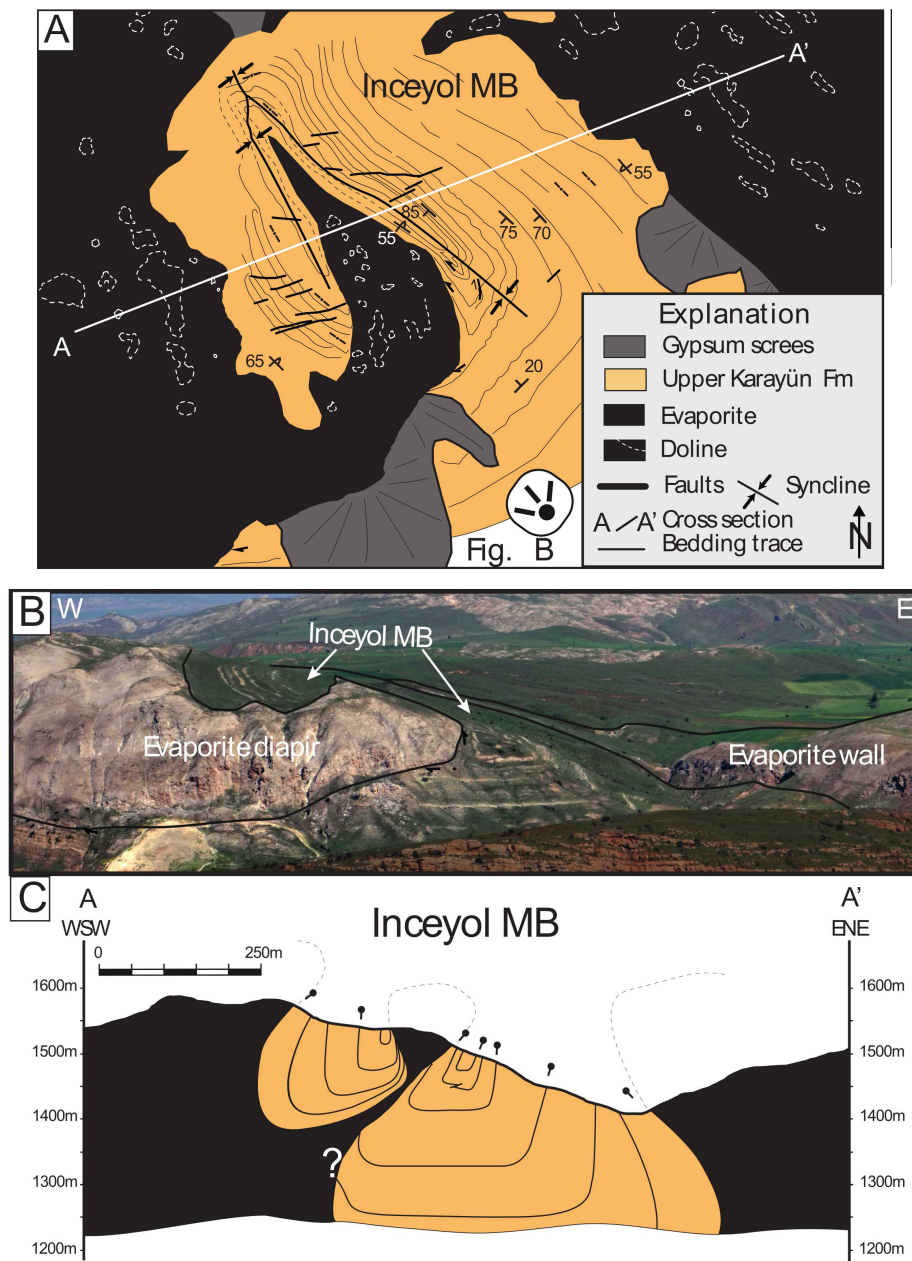 A
Inceyol MB
A'
55
85
55
75
70
A
65
20
Fig. B
Explanation
Gypsum screes
Upper Karayün Fm
Evaporite
Doline
Faults
Syncline
A
A'
Cross section
Bedding trace
N
B
W
E
Inceyol MB
Evaporite diapir
Evaporite wall
C
A
WSW
Inceyol MB
A'
ENE
0
250m
1600m
1600m
1500m
1500m
1400m
1400m
?
1300m
1300m
1200m
1200m